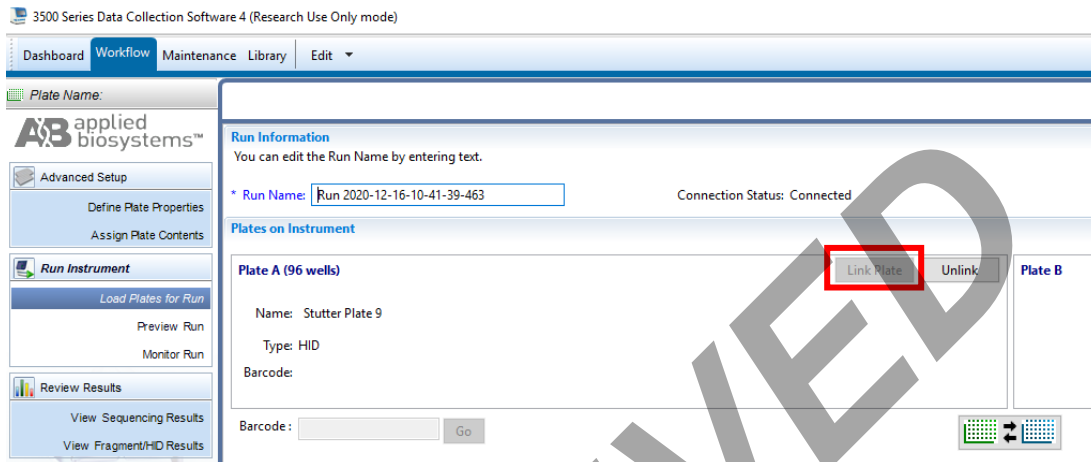 3500 Series Data Collection Software 4 (Research Use Only mode)
Dashboard Workflow Maintenance Library Edit
Plate Name:
AB applied biosystems™
Advanced Setup
Define Plate Properties
Assign Plate Contents
Run Instrument
Load Plates for Run
Preview Run
Monitor Run
Review Results
View Sequencing Results
View Fragment/HID Results
Run Information
You can edit the Run Name by entering text.
* Run Name: Run 2020-12-16-10-41-39-463 Connection Status: Connected
Plates on Instrument
Plate A (96 wells) Link Plate Unlink Plate B
Name: Stutter Plate 9
Type: HID
Barcode:
Barcode : Go